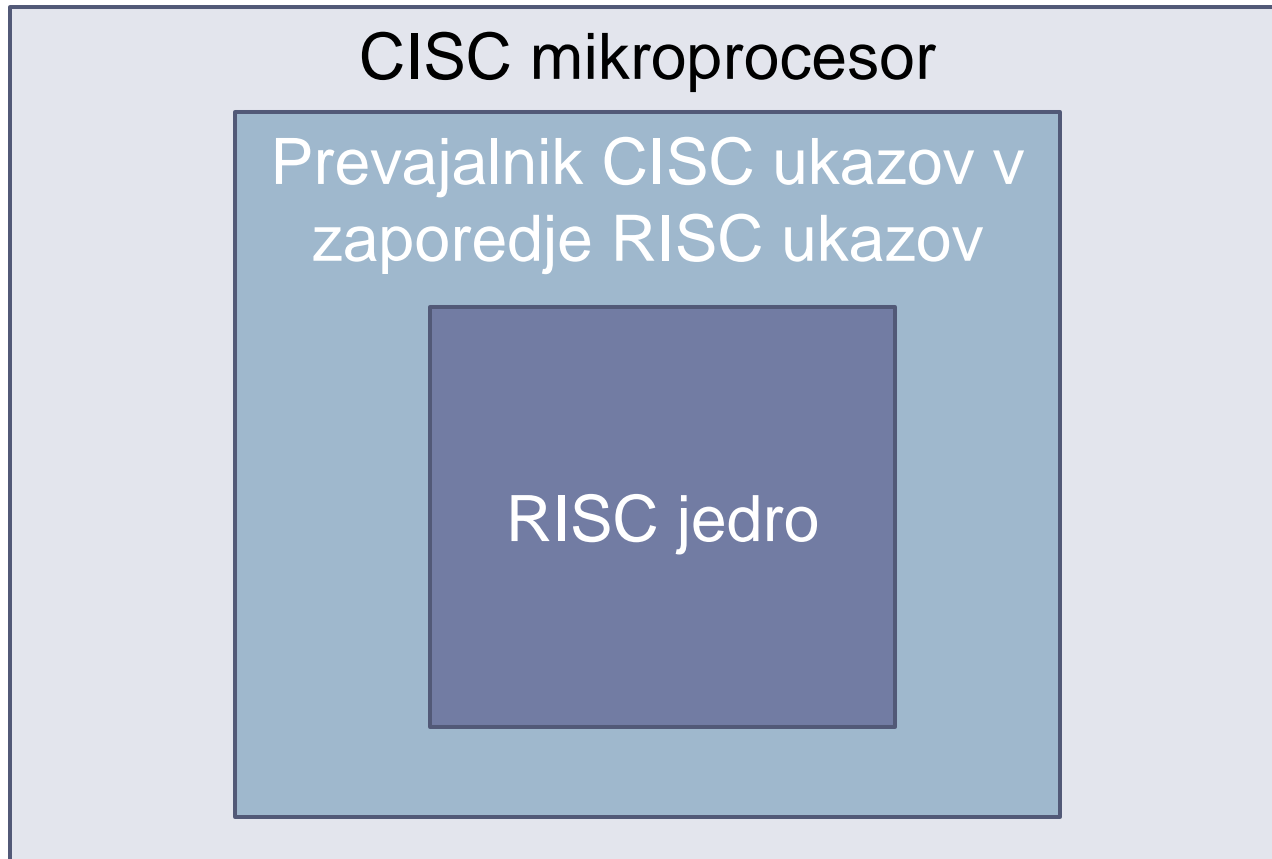 CISC mikroprocesor
Prevajalnik CISC ukazov v
zaporedje RISC ukazov
RISC jedro